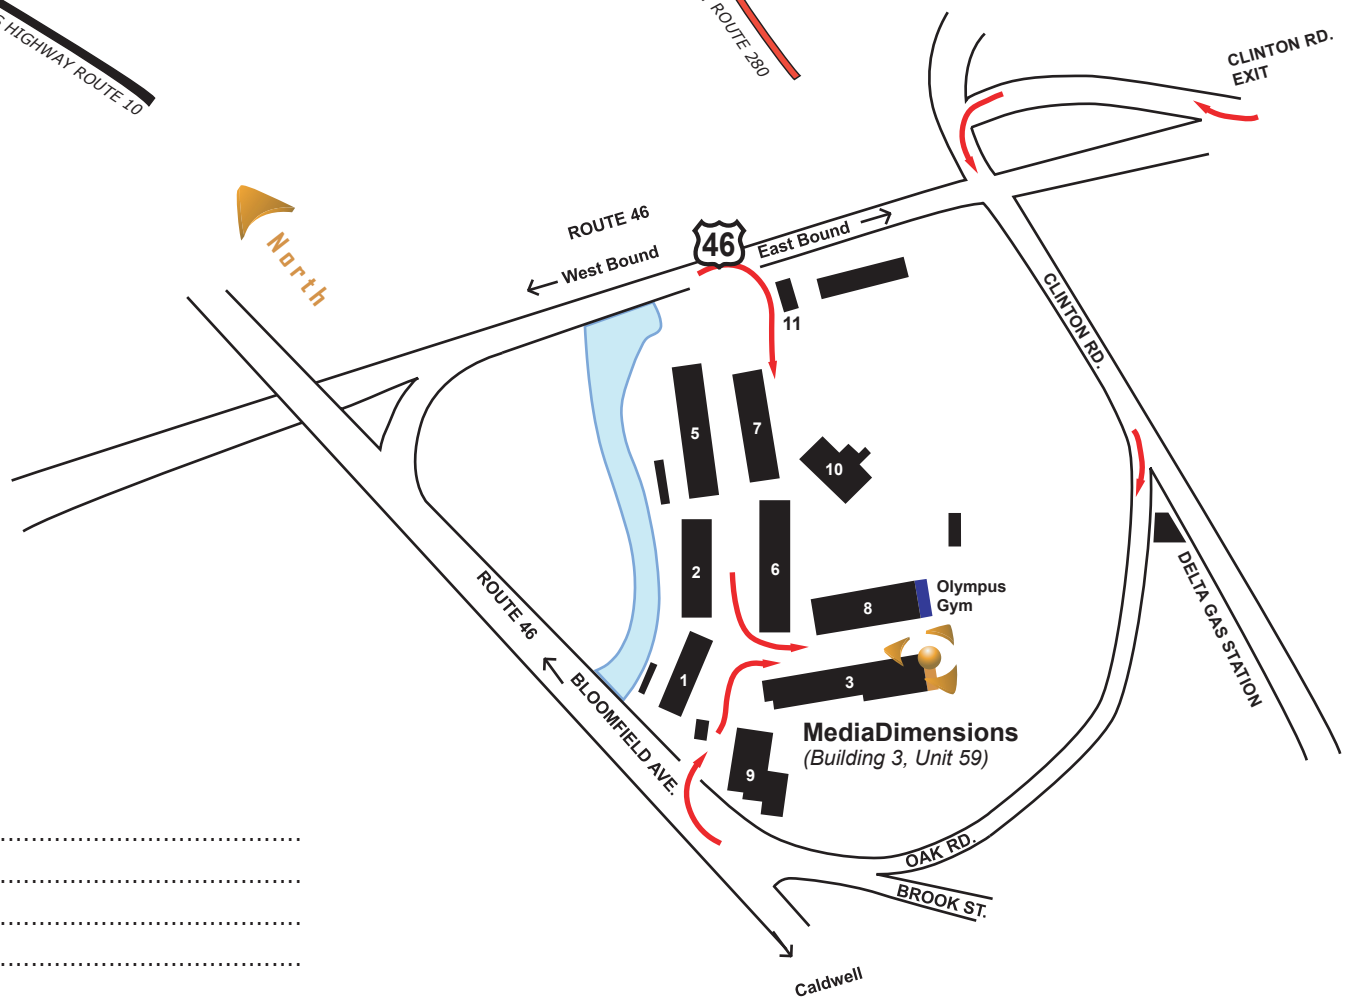 HIGHWAY ROUTE 10
ROUTE 280
CLINTON RD.
EXIT
North
ROUTE 46
46
West Bound
East Bound
11
CLINTON RD.
5
7
10
2
6
8
Olympus
Gym
ROUTE 46
DELTA GAS STATION
1
3
BLOOMFIELD AVE.
MediaDimensions
(Building 3, Unit 59)
9
OAK RD.
BROOK ST.
Caldwell